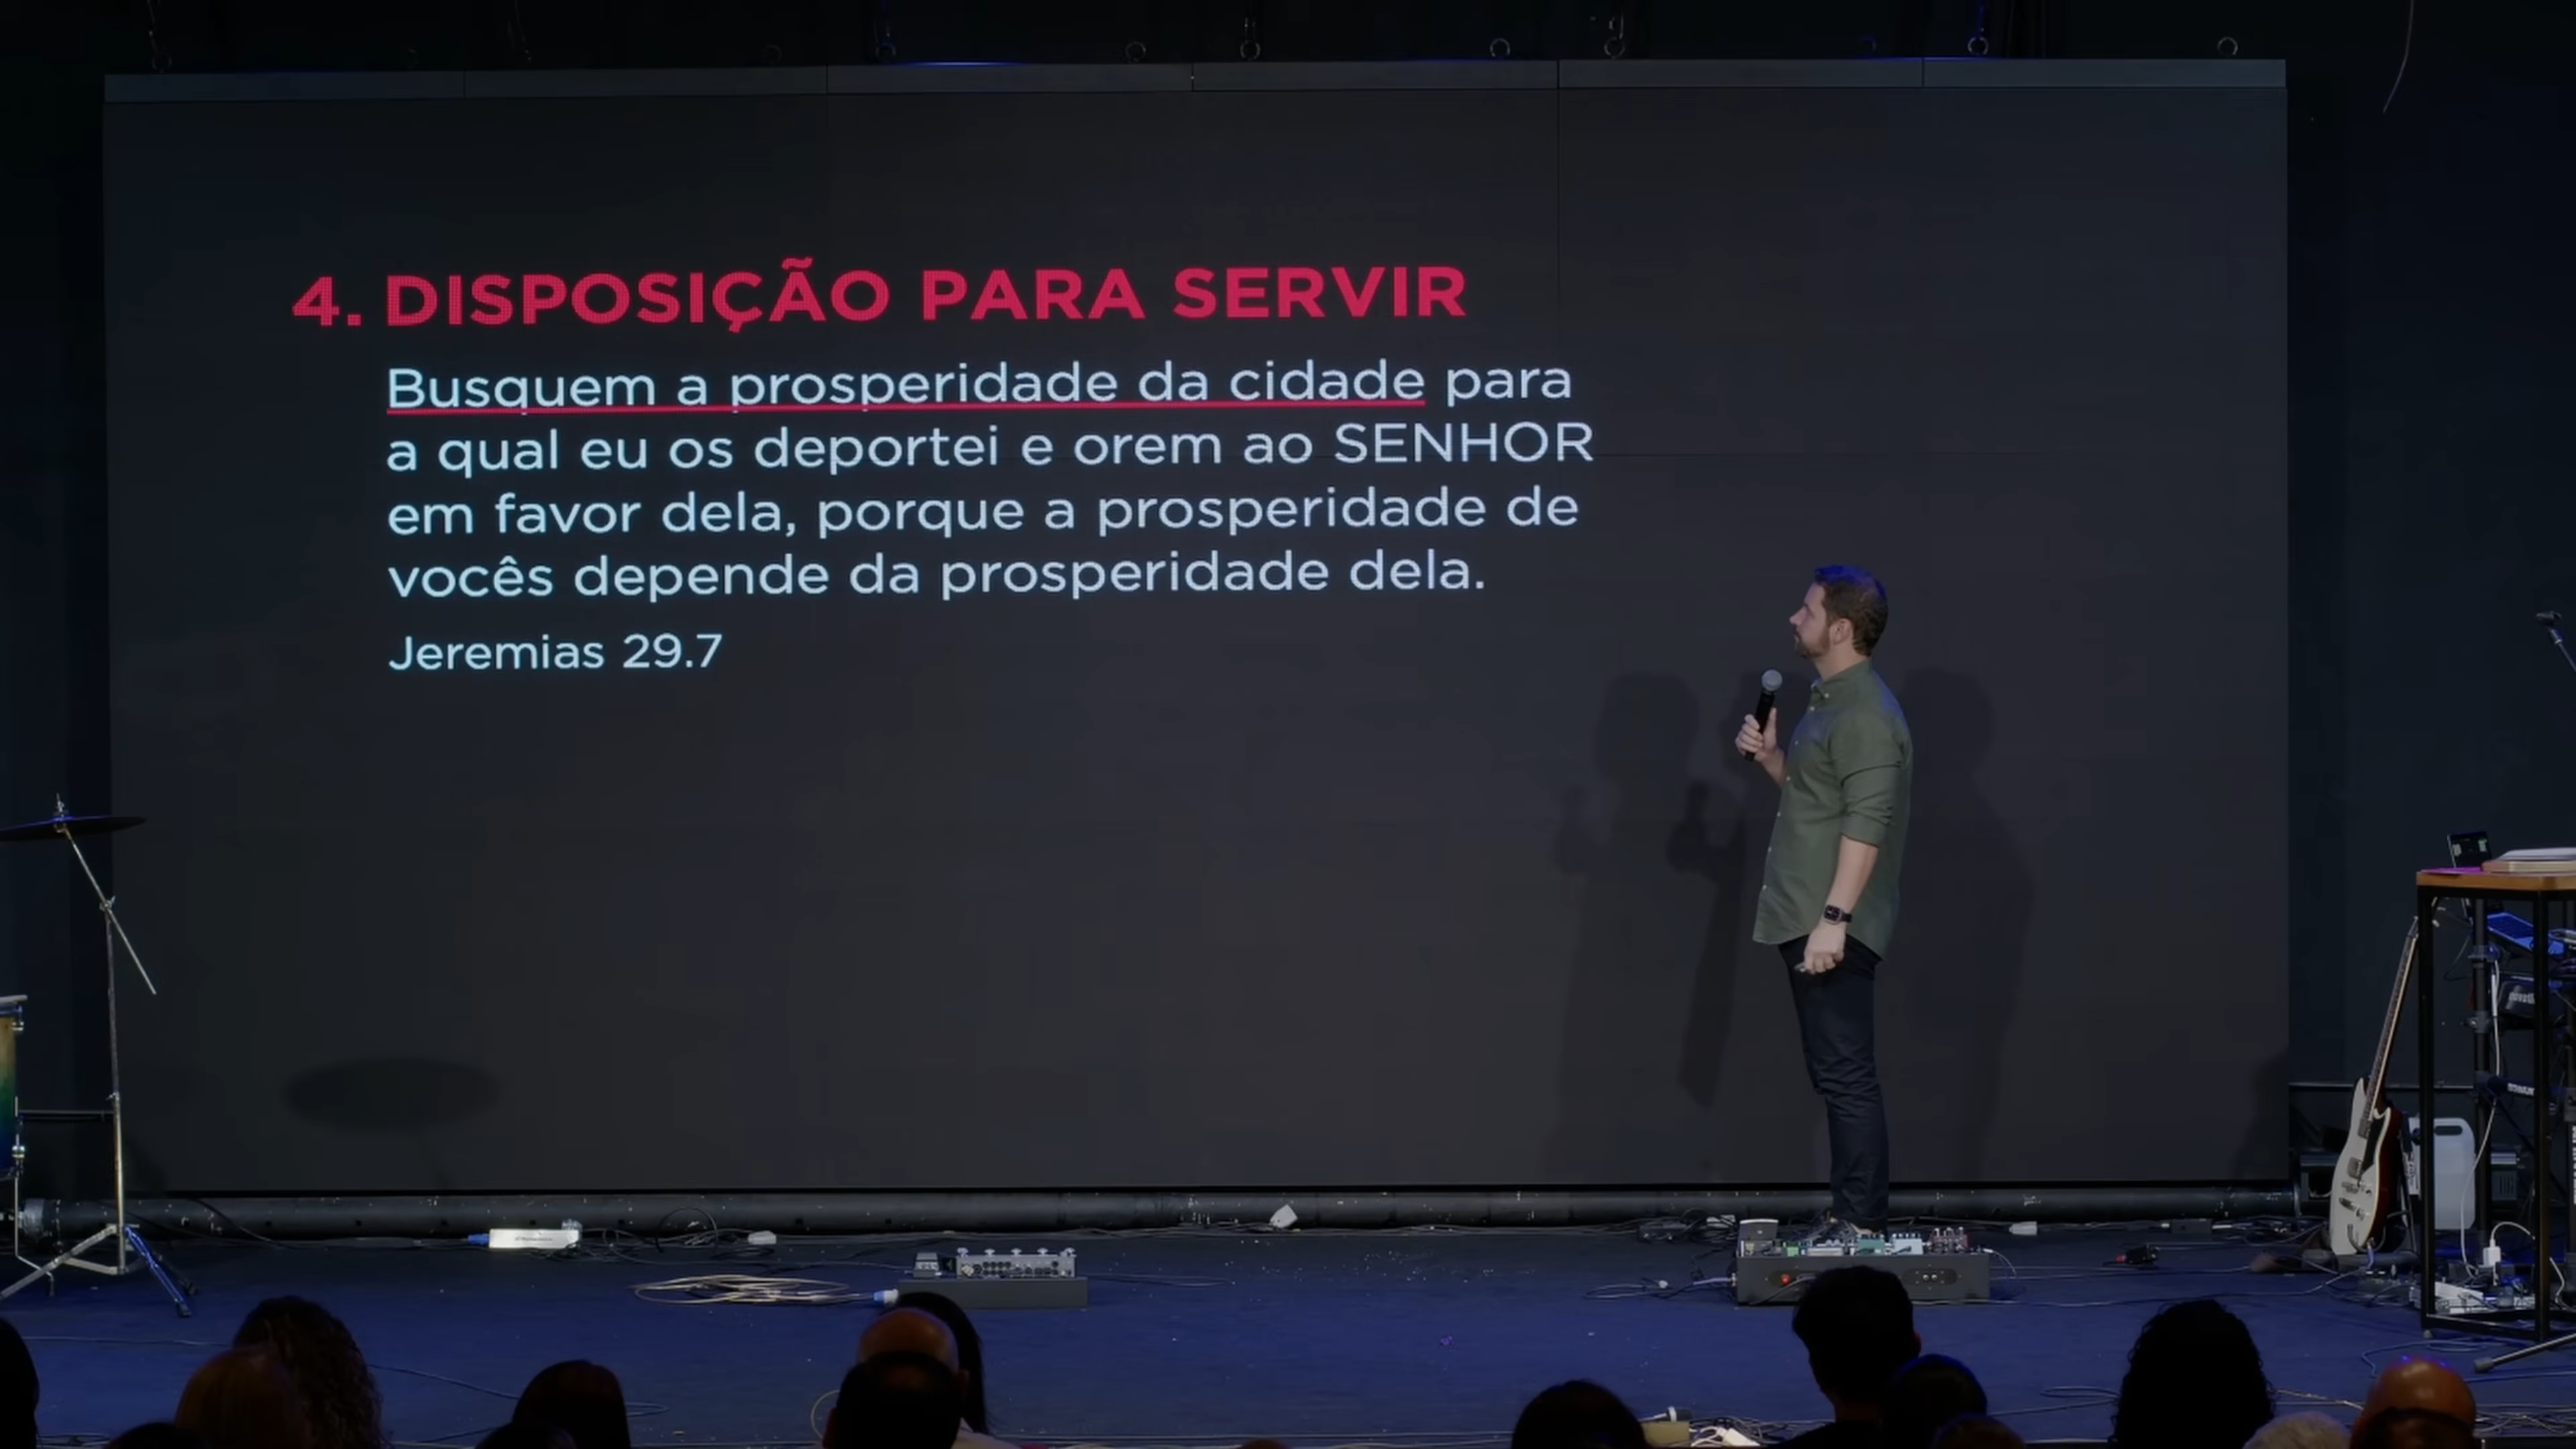 4. DISPOSIÇÃO PARA SERVIR
Busquem a prosperidade da cidade para
a qual eu os deportei e orem ao SENHOR
em favor dela, porque a prosperidade de
vocês depende da prosperidade dela.
Jeremias 29.7